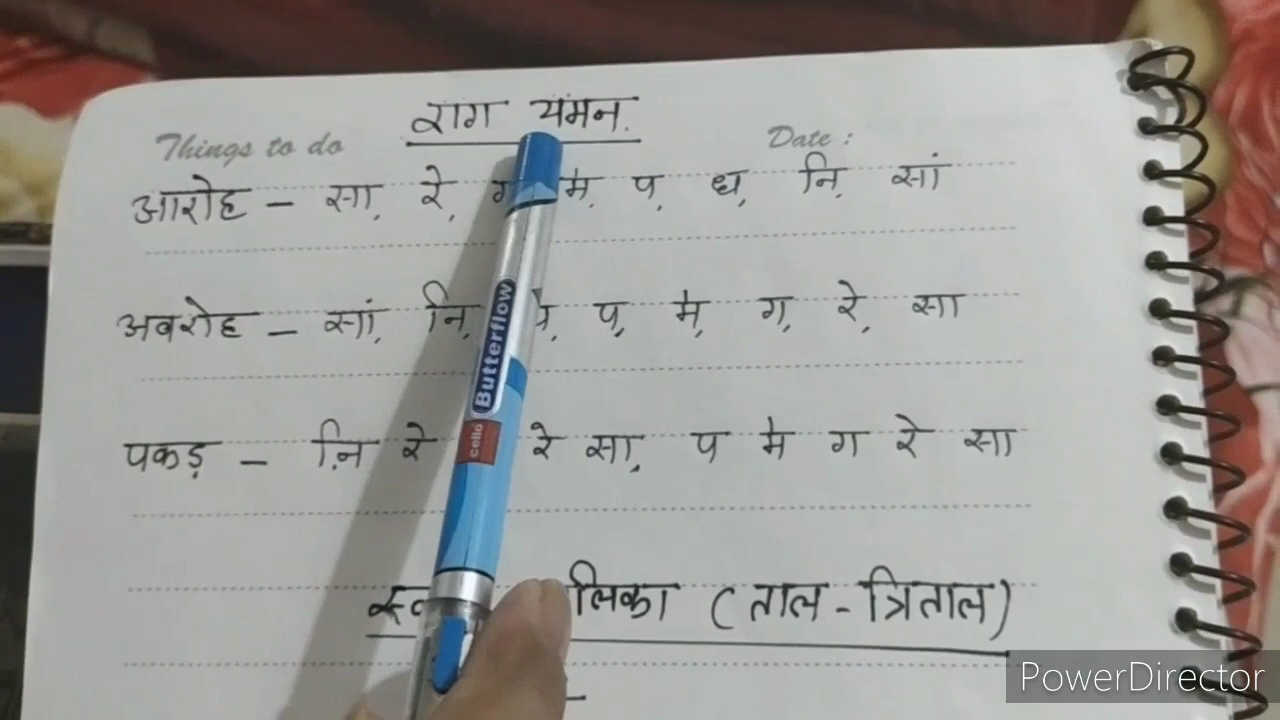 राग यमन.
Things to do
Date :
आरोह – सा, रे, ग म॑, प, ध, नि, सां
अवरोह – सां, नि, प, म॑, ग, रे, सा
पकड़ – ऩि रे रे सा, प म॑ ग रे सा
(ताल-त्रिताल)
Butterflow
cello
PowerDirector